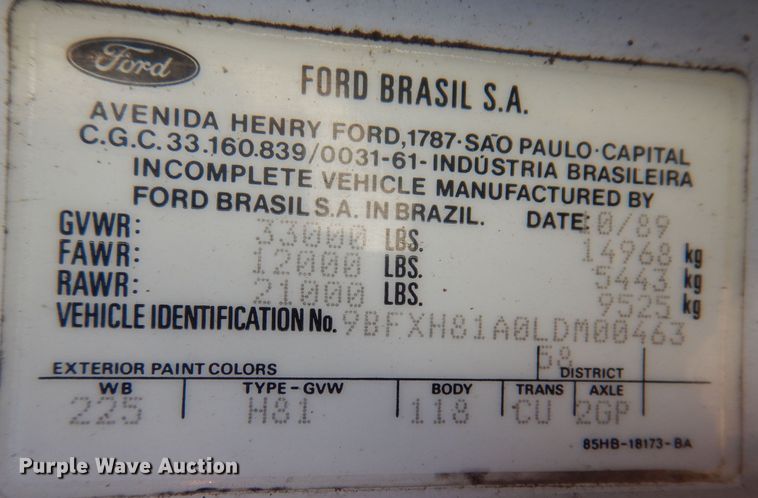 Ford
FORD BRASIL S.A.
AVENIDA HENRY FORD,1787·SÃO PAULO·CAPITAL
C.G.C. 33.160.839/0031-61-INDÚSTRIA BRASILEIRA
INCOMPLETE VEHICLE MANUFACTURED BY
FORD BRASIL S.A. IN BRAZIL. DATE: 10/89
GVWR: 33000 LBS. 14968 kg
FAWR: 12000 LBS. 5443 kg
RAWR: 21000 LBS. 9525 kg
VEHICLE IDENTIFICATION No. 9BFXH81A0LDM00463
58
EXTERIOR PAINT COLORS DISTRICT
WB TYPE-GVW BODY TRANS AXLE
225 H81 118 CU 2GP
85HB-18173-BA
Purple Wave Auction